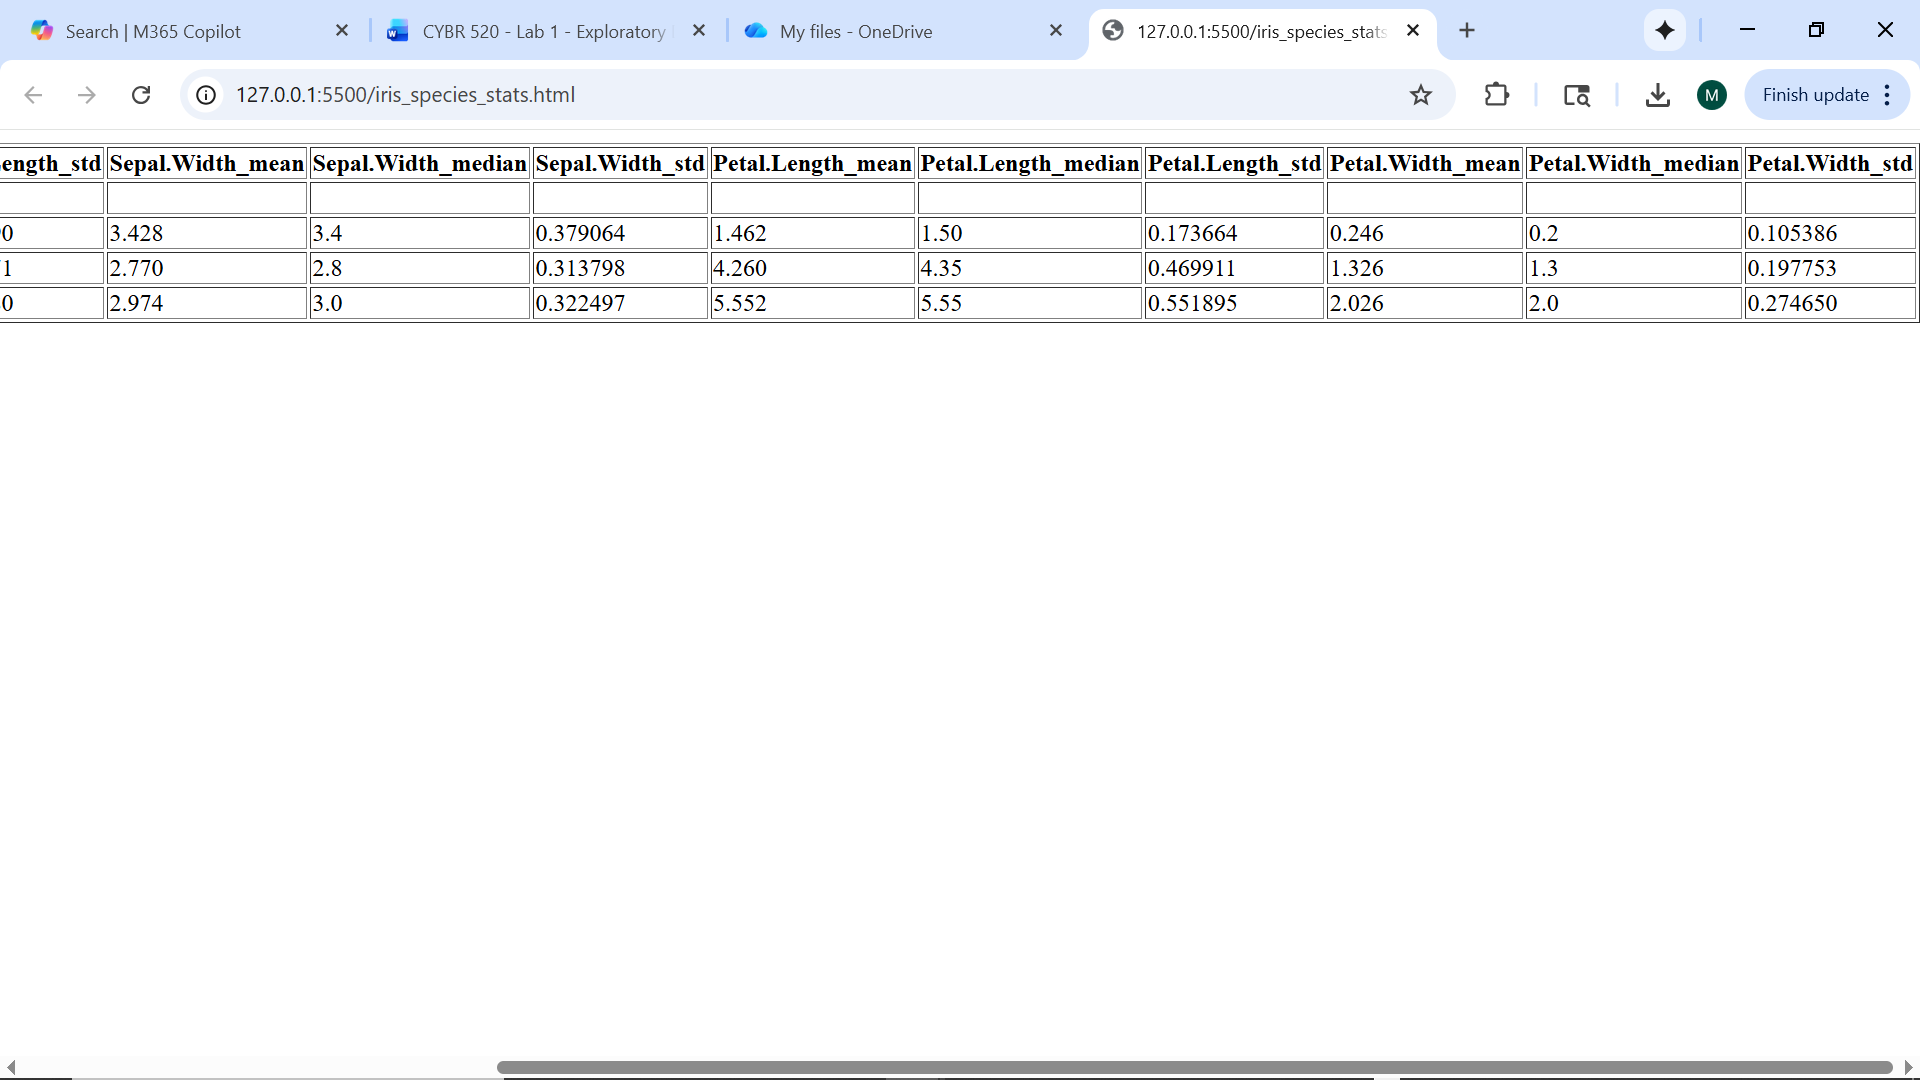 Search | M365 Copilot
CYBR 520 - Lab 1 - Exploratory
My files - OneDrive
127.0.0.1:5500/iris_species_stats
127.0.0.1:5500/iris_species_stats.html
M
Finish update
ength_std Sepal.Width_mean Sepal.Width_median Sepal.Width_std Petal.Length_mean Petal.Length_median Petal.Length_std Petal.Width_mean Petal.Width_median Petal.Width_std
0 3.428 3.4 0.379064 1.462 1.50 0.173664 0.246 0.2 0.105386
1 2.770 2.8 0.313798 4.260 4.35 0.469911 1.326 1.3 0.197753
0 2.974 3.0 0.322497 5.552 5.55 0.551895 2.026 2.0 0.274650